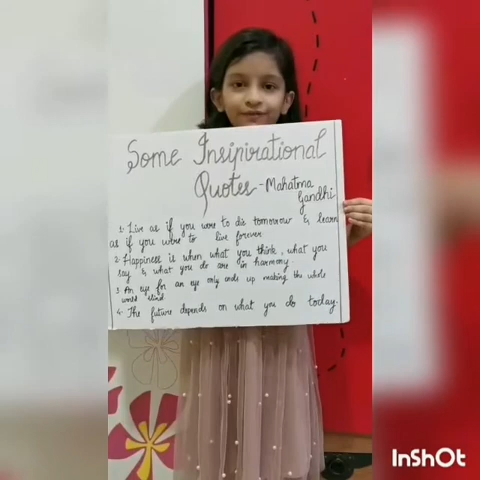 Some Insipirational
Quotes - Mahatma
Gandhi
1. Live as if you were to die tomorrow & learn
as if you were to live forever.
2. Happiness is when what you think, what you
say & what you do are in harmony
3. An eye for an eye only ends up making the whole
world blind
4. The future depends on what you do today.
InShOt